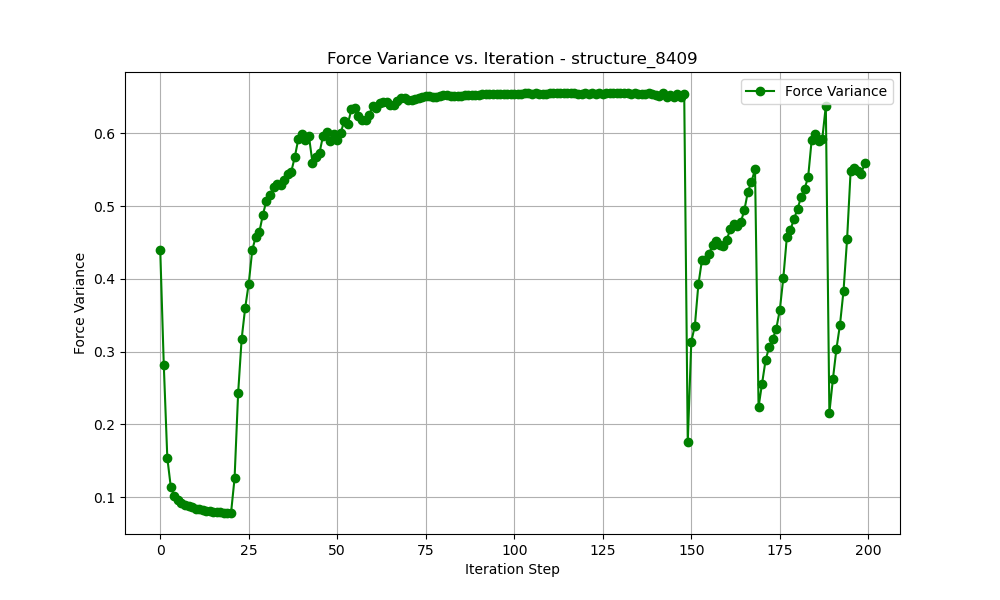 Force Variance vs. Iteration - structure_8409
Force Variance
0.6
0.5
0.4
0.3
0.2
0.1
Force Variance
0 25 50 75 100 125 150 175 200
Iteration Step